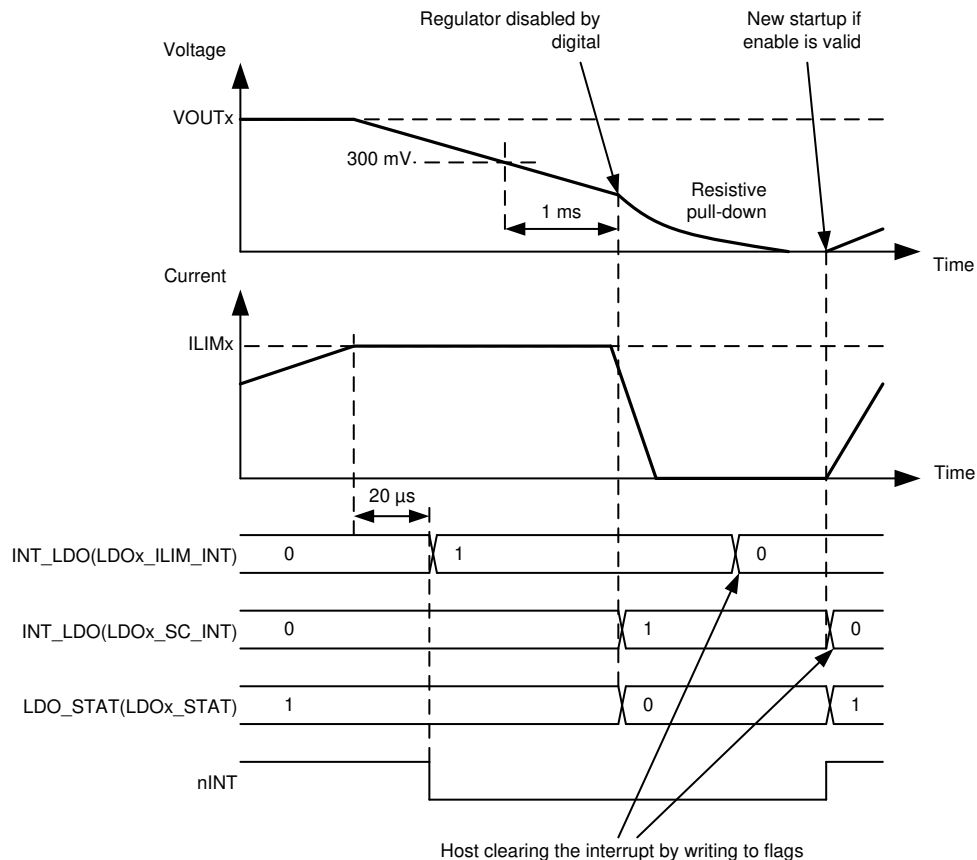 Regulator disabled by
digital
New startup if
enable is valid
Voltage
VOUTx
300 mV
1 ms
Resistive
pull-down
Time
Current
ILIMx
Time
20 µs
INT_LDO(LDOx_ILIM_INT) 0 1 0
INT_LDO(LDOx_SC_INT) 0 1 0
LDO_STAT(LDOx_STAT) 1 0 1
nINT
Host clearing the interrupt by writing to flags